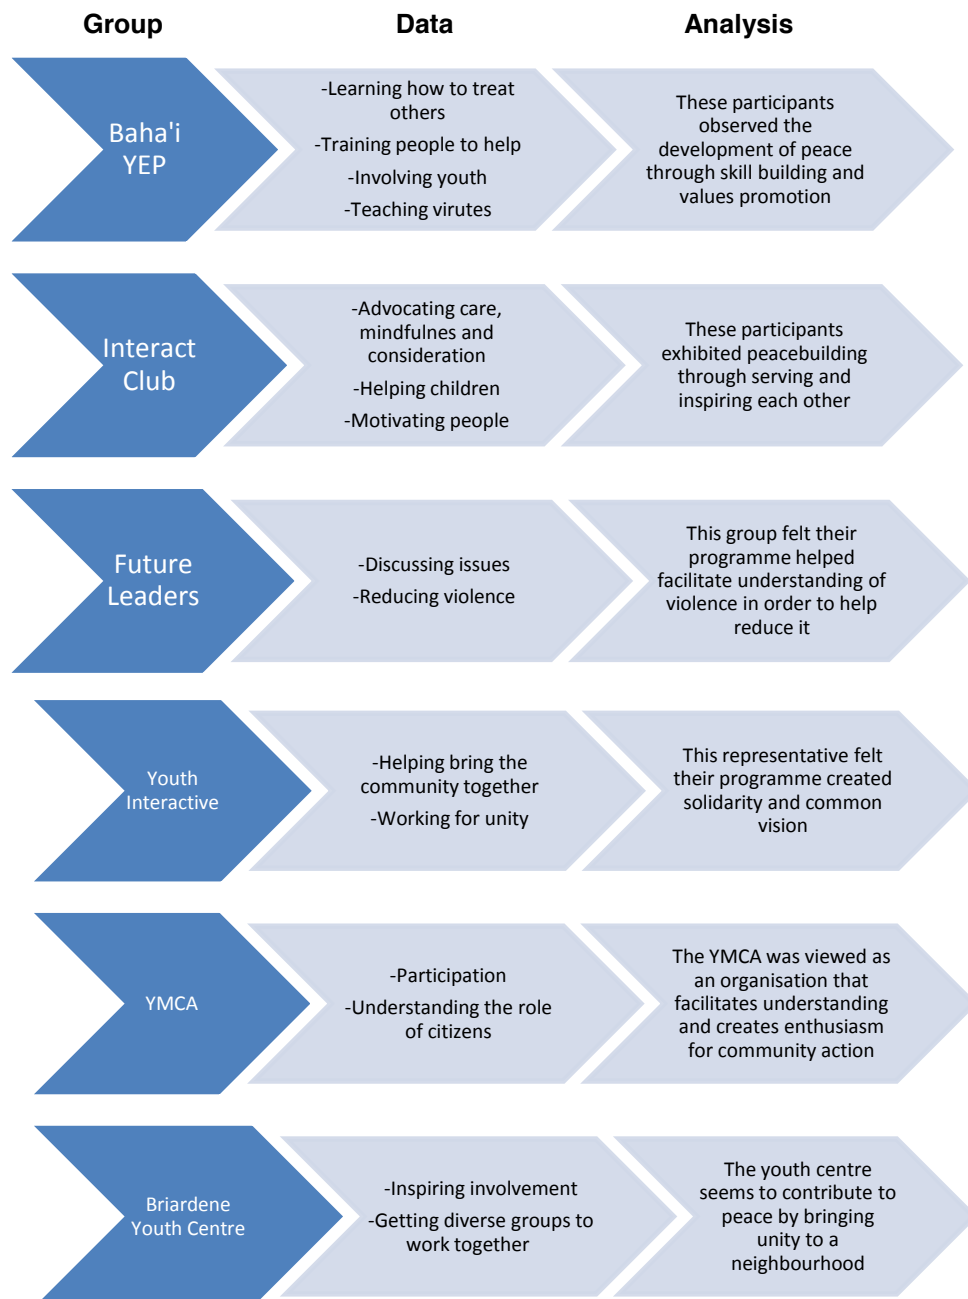 Group
Data
Analysis
Baha'i
YEP
-Learning how to treat
others
-Training people to help
-Involving youth
-Teaching virutes
These participants
observed the
development of peace
through skill building and
values promotion
Interact
Club
-Advocating care,
mindfulnes and
consideration
-Helping children
-Motivating people
These participants
exhibited peacebuilding
through serving and
inspiring each other
Future
Leaders
-Discussing issues
-Reducing violence
This group felt their
programme helped
facilitate understanding of
violence in order to help
reduce it
Youth
Interactive
-Helping bring the
community together
-Working for unity
This representative felt
their programme created
solidarity and common
vision
YMCA
-Participation
-Understanding the role
of citizens
The YMCA was viewed as
an organisation that
facilitates understanding
and creates enthusiasm
for community action
Briardene
Youth Centre
-Inspiring involvement
-Getting diverse groups to
work together
The youth centre
seems to contribute to
peace by bringing
unity to a
neighbourhood